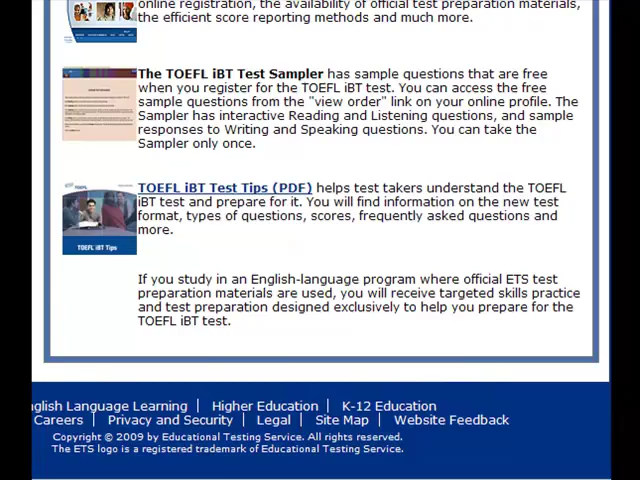 online registration, the availability of official test preparation materials,
the efficient score reporting methods and much more.
The TOEFL iBT Test Sampler has sample questions that are free
when you register for the TOEFL iBT test. You can access the free
sample questions from the "view order" link on your online profile. The
Sampler has interactive Reading and Listening questions, and sample
responses to Writing and Speaking questions. You can take the
Sampler only once.
TOEFL iBT Test Tips (PDF) helps test takers understand the TOEFL
iBT test and prepare for it. You will find information on the new test
format, types of questions, scores, frequently asked questions and
more.
TOEFL iBT Tips
If you study in an English-language program where official ETS test
preparation materials are used, you will receive targeted skills practice
and test preparation designed exclusively to help you prepare for the
TOEFL iBT test.
nglish Language Learning | Higher Education | K-12 Education
Careers | Privacy and Security | Legal | Site Map | Website Feedback
Copyright © 2009 by Educational Testing Service. All rights reserved.
The ETS logo is a registered trademark of Educational Testing Service.